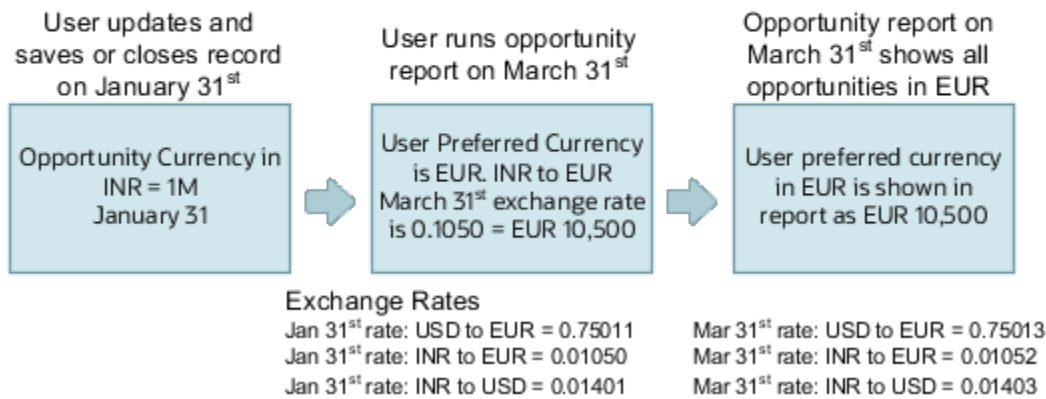 User updates and
saves or closes record
on January 31st
User runs opportunity
report on March 31st
Opportunity report on
March 31st shows all
opportunities in EUR
Opportunity Currency in
INR = 1M
January 31
User Preferred Currency
is EUR. INR to EUR
March 31st exchange rate
is 0.1050 = EUR 10,500
User preferred currency
in EUR is shown in
report as EUR 10,500
Exchange Rates
Jan 31st rate: USD to EUR = 0.75011
Jan 31st rate: INR to EUR = 0.01050
Jan 31st rate: INR to USD = 0.01401
Mar 31st rate: USD to EUR = 0.75013
Mar 31st rate: INR to EUR = 0.01052
Mar 31st rate: INR to USD = 0.01403